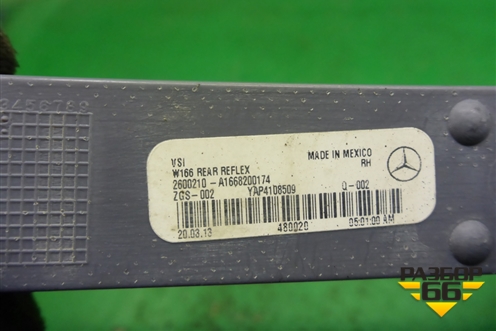 3456789
VSI
W166 REAR REFLEX
MADE IN MEXICO
2600210 -A1668200174
RH
ZGS-002 YAP4108509 Q-002
20.03.13 480020 05:01:00 AM
РАЗБОР
66